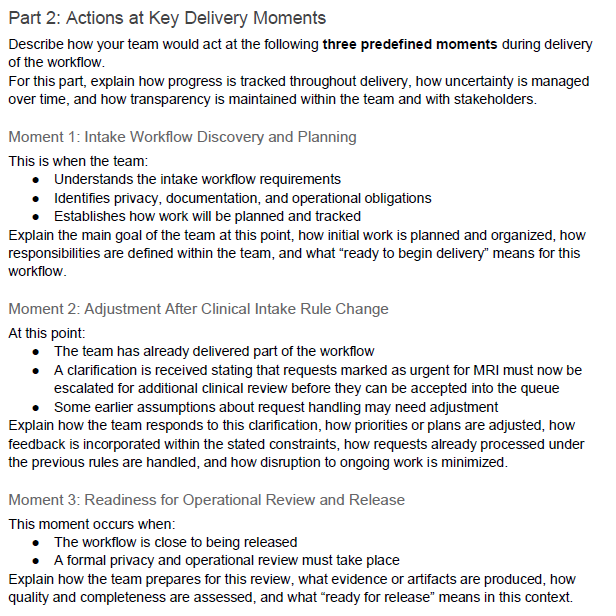 Part 2: Actions at Key Delivery Moments
Describe how your team would act at the following three predefined moments during delivery
of the workflow.
For this part, explain how progress is tracked throughout delivery, how uncertainty is managed
over time, and how transparency is maintained within the team and with stakeholders.
Moment 1: Intake Workflow Discovery and Planning
This is when the team:
● Understands the intake workflow requirements
● Identifies privacy, documentation, and operational obligations
● Establishes how work will be planned and tracked
Explain the main goal of the team at this point, how initial work is planned and organized, how
responsibilities are defined within the team, and what “ready to begin delivery” means for this
workflow.
Moment 2: Adjustment After Clinical Intake Rule Change
At this point:
● The team has already delivered part of the workflow
● A clarification is received stating that requests marked as urgent for MRI must now be
escalated for additional clinical review before they can be accepted into the queue
● Some earlier assumptions about request handling may need adjustment
Explain how the team responds to this clarification, how priorities or plans are adjusted, how
feedback is incorporated within the stated constraints, how requests already processed under
the previous rules are handled, and how disruption to ongoing work is minimized.
Moment 3: Readiness for Operational Review and Release
This moment occurs when:
● The workflow is close to being released
● A formal privacy and operational review must take place
Explain how the team prepares for this review, what evidence or artifacts are produced, how
quality and completeness are assessed, and what “ready for release” means in this context.